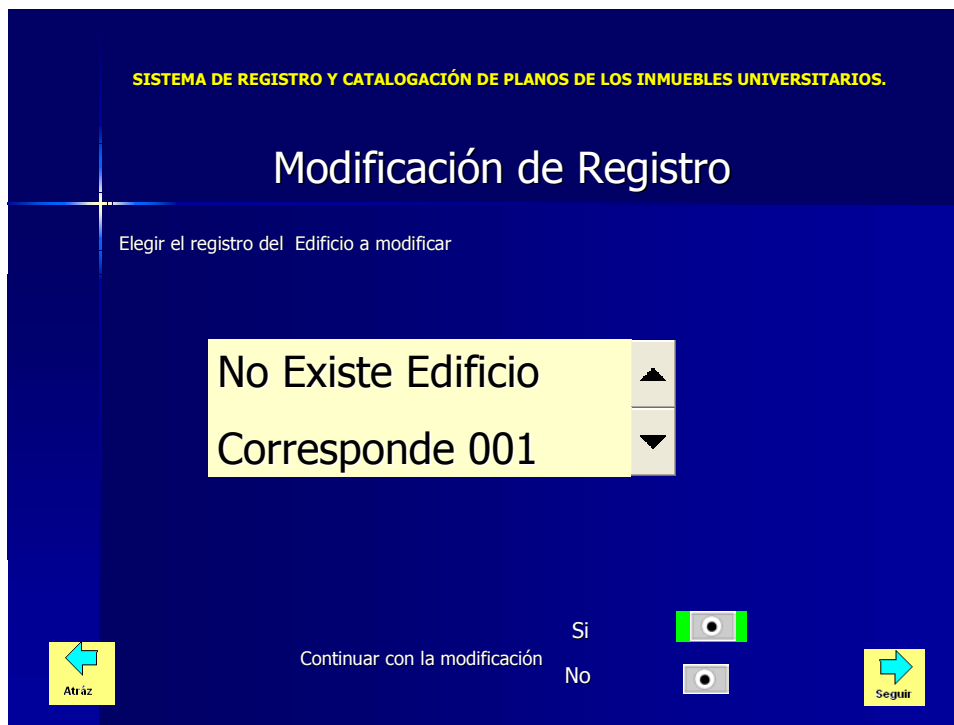 SISTEMA DE REGISTRO Y CATALOGACIÓN DE PLANOS DE LOS INMUEBLES UNIVERSITARIOS.
Modificación de Registro
Elegir el registro del  Edificio a modificar
No Existe Edificio
Corresponde 001
Si
Continuar con la modificación
No
Atráz
Seguir